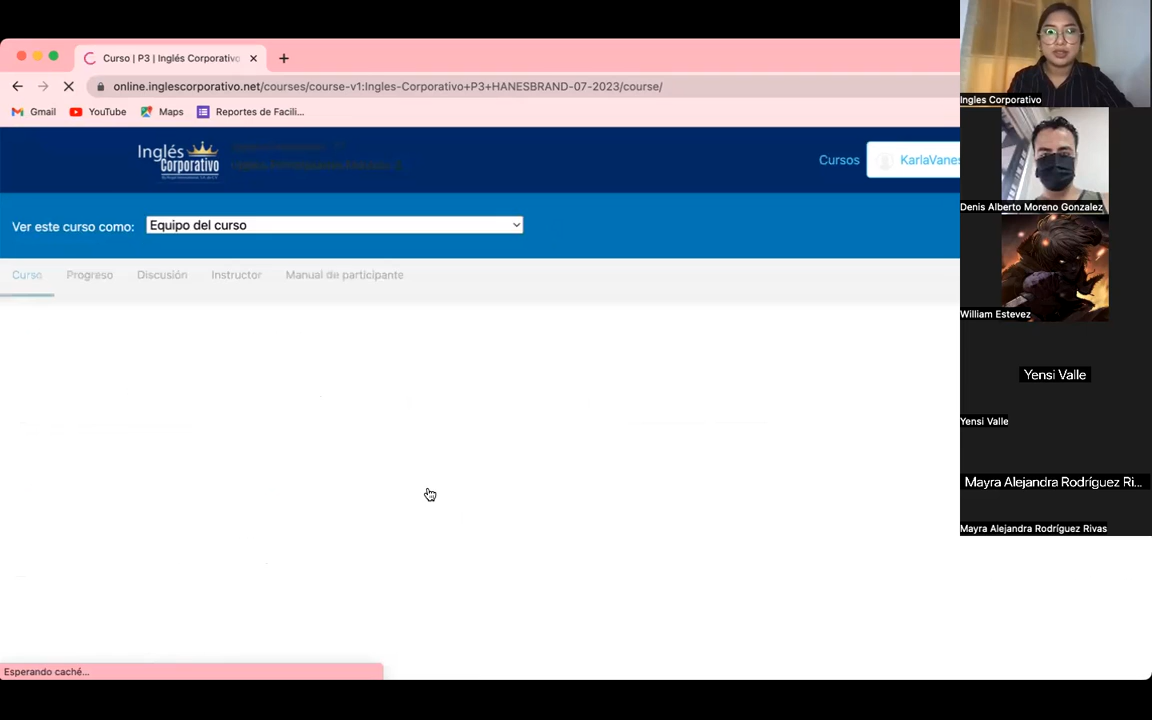 Curso | P3 | Inglés Corporativo
online.inglescorporativo.net/courses/course-v1:Ingles-Corporativo+P3+HANESBRAND-07-2023/course/
Gmail YouTube Maps Reportes de Facili...
Inglés
Corporativo
Cursos KarlaVanes
Ver este curso como: Equipo del curso
Curso Progreso Discusión Instructor Manual de participante
Esperando caché...
Ingles Corporativo
Denis Alberto Moreno Gonzalez
William Estevez
Yensi Valle
Yensi Valle
Mayra Alejandra Rodríguez Ri...
Mayra Alejandra Rodríguez Rivas